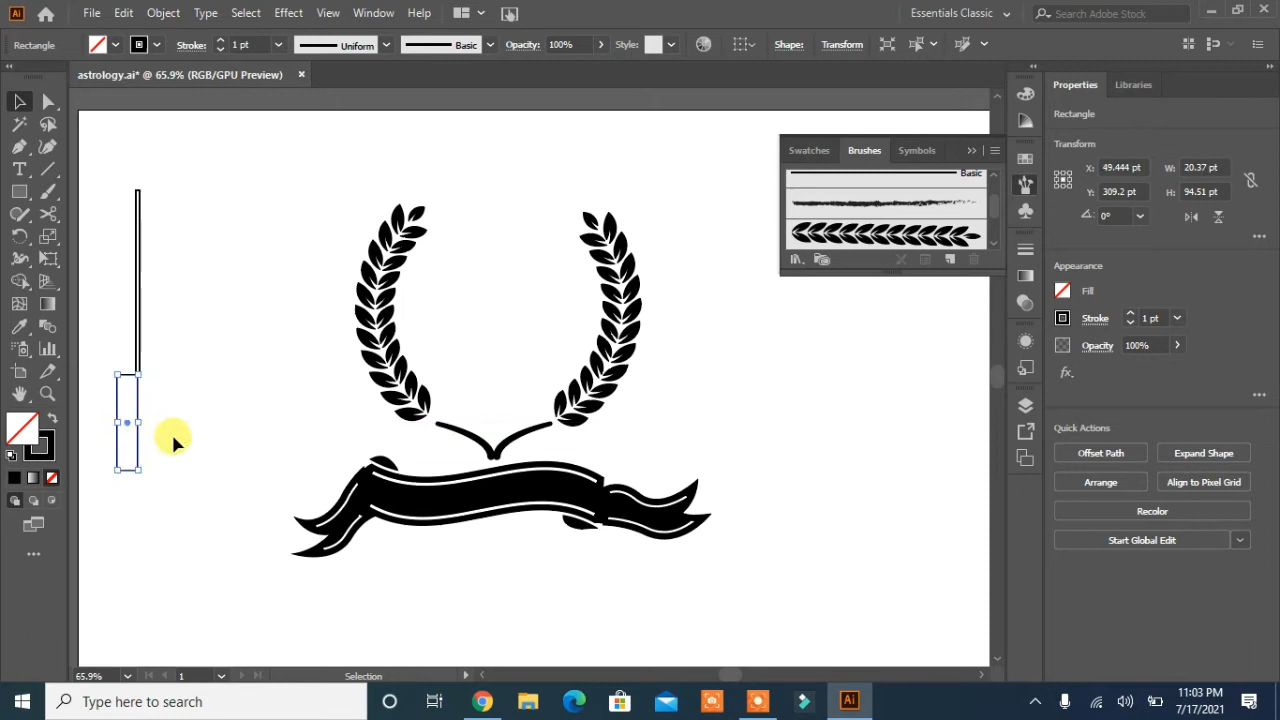 Ai File Edit Object Type Select Effect View Window Help Essentials Classic Search Adobe Stock
Rectangle Stroke: 1 pt Uniform Basic Opacity: 100% Style: Shape: Transform
astrology.ai* @ 65.9% (RGB/GPU Preview)
Properties Libraries
Rectangle
Transform
X: 49.444 pt W: 20.37 pt
Y: 309.2 pt H: 94.51 pt
0°
Appearance
Fill
Stroke 1 pt
Opacity 100%
fx.
Quick Actions
Offset Path Expand Shape
Arrange Align to Pixel Grid
Recolor
Start Global Edit
Swatches Brushes Symbols
Basic
65.9% 1 Selection
Type here to search Ai 11:03 PM
7/17/2021